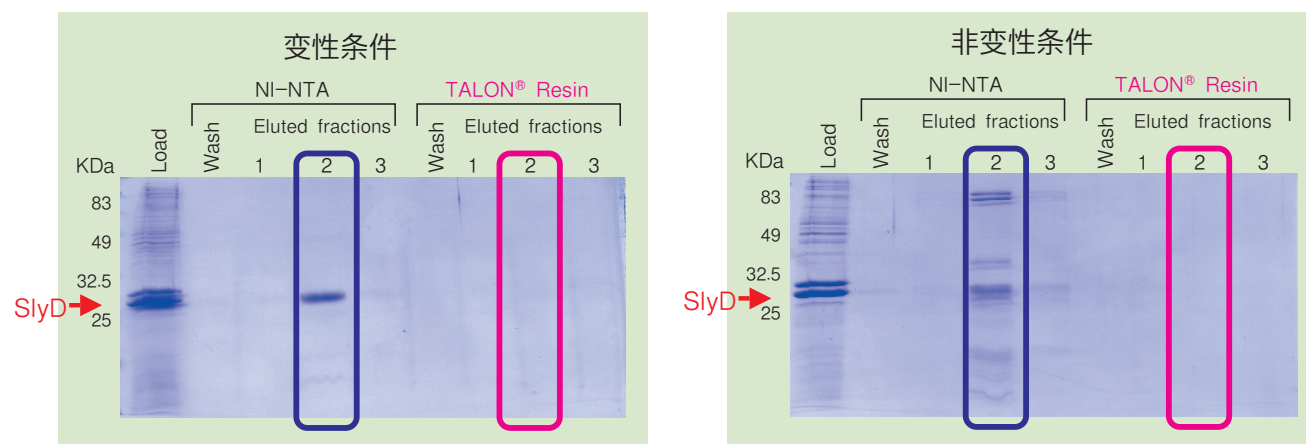 变性条件
NI-NTA
TALON® Resin
Load
Wash
Eluted fractions
Wash
Eluted fractions
KDa
1
2
3
1
2
3
83
49
32.5
SlyD
25
非变性条件
NI-NTA
TALON® Resin
Load
Wash
Eluted fractions
Wash
Eluted fractions
KDa
1
2
3
1
2
3
83
49
32.5
SlyD
25